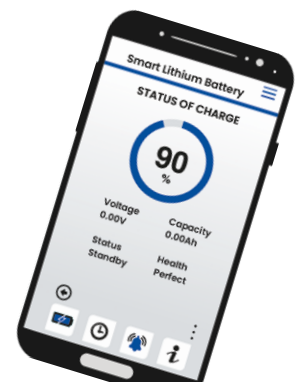 Smart Lithium Battery
STATUS OF CHARGE
90
%
Voltage
0.00V
Capacity
0.00Ah
Status
Standby
Health
Perfect
i